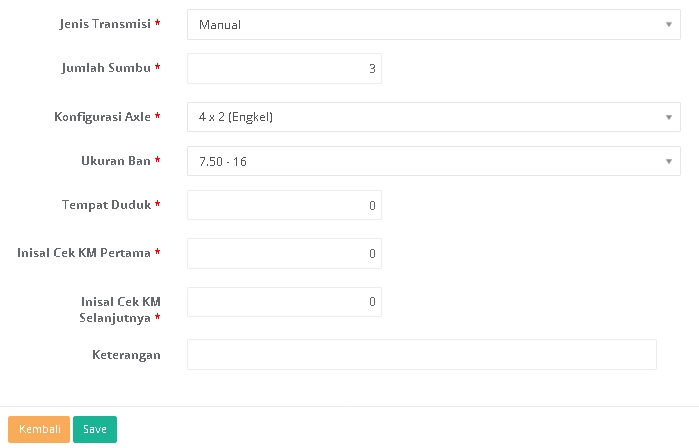 Jenis Transmisi * Manual
Jumlah Sumbu * 3
Konfigurasi Axle * 4 x 2 (Engkel)
Ukuran Ban * 7.50 - 16
Tempat Duduk * 0
Inisal Cek KM Pertama * 0
Inisal Cek KM 0
Selanjutnya *
Keterangan
Kembali Save